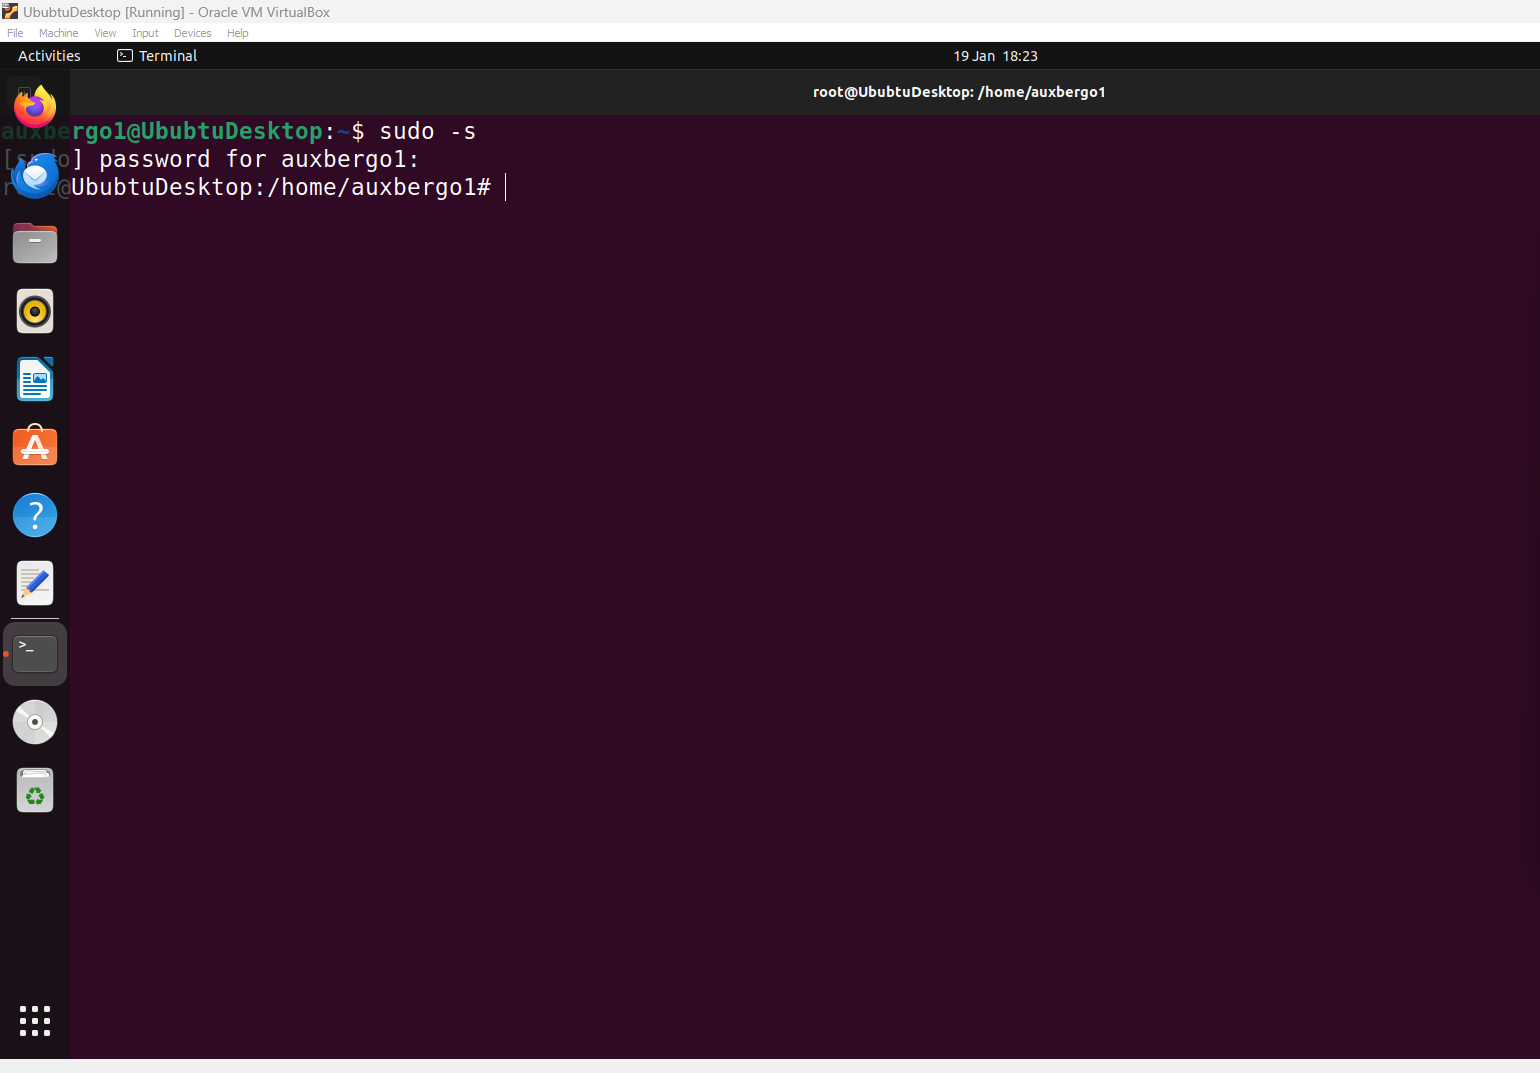 UbubtuDesktop [Running] - Oracle VM VirtualBox
File Machine View Input Devices Help
Activities Terminal 19 Jan 18:23
root@UbubtuDesktop: /home/auxbergo1
auxbergo1@UbubtuDesktop:~$ sudo -s
[sudo] password for auxbergo1:
root@UbubtuDesktop:/home/auxbergo1#